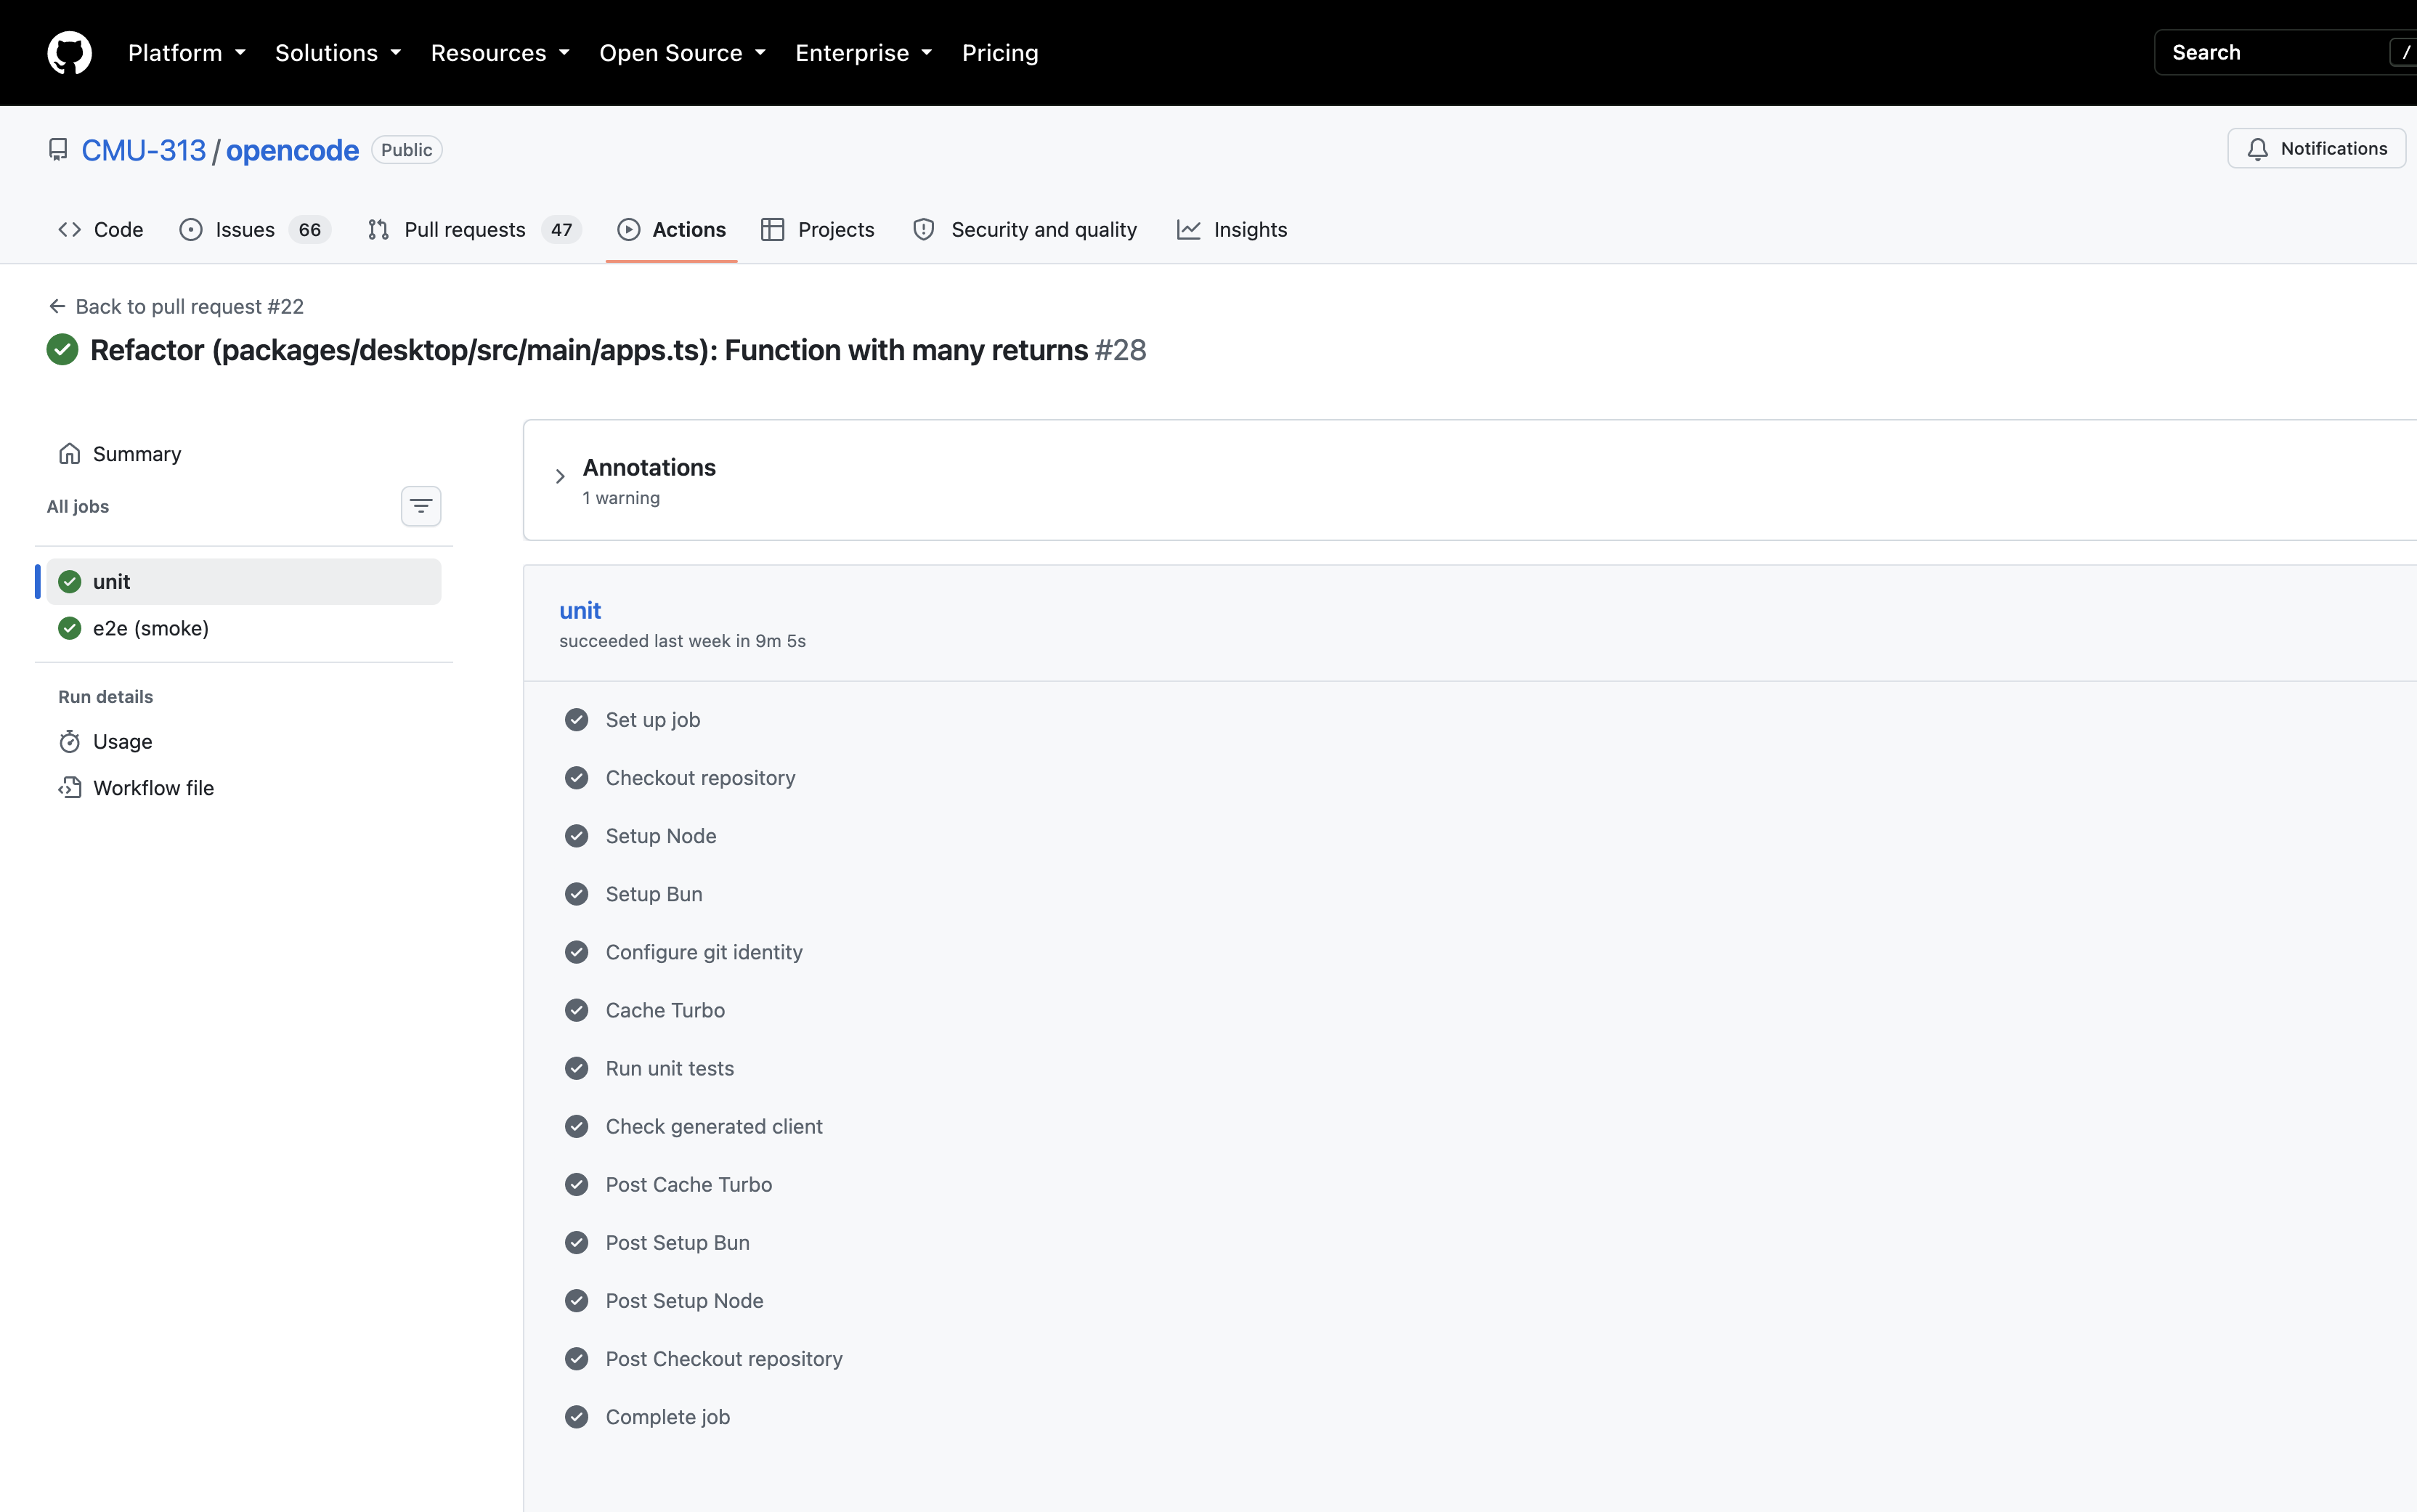 Platform Solutions Resources Open Source Enterprise Pricing Search /
CMU-313 / opencode Public Notifications
Code Issues 66 Pull requests 47 Actions Projects Security and quality Insights
Back to pull request #22
Refactor (packages/desktop/src/main/apps.ts): Function with many returns #28
Summary
All jobs
unit
e2e (smoke)
Run details
Usage
Workflow file
Annotations
1 warning
unit
succeeded last week in 9m 5s
Set up job
Checkout repository
Setup Node
Setup Bun
Configure git identity
Cache Turbo
Run unit tests
Check generated client
Post Cache Turbo
Post Setup Bun
Post Setup Node
Post Checkout repository
Complete job